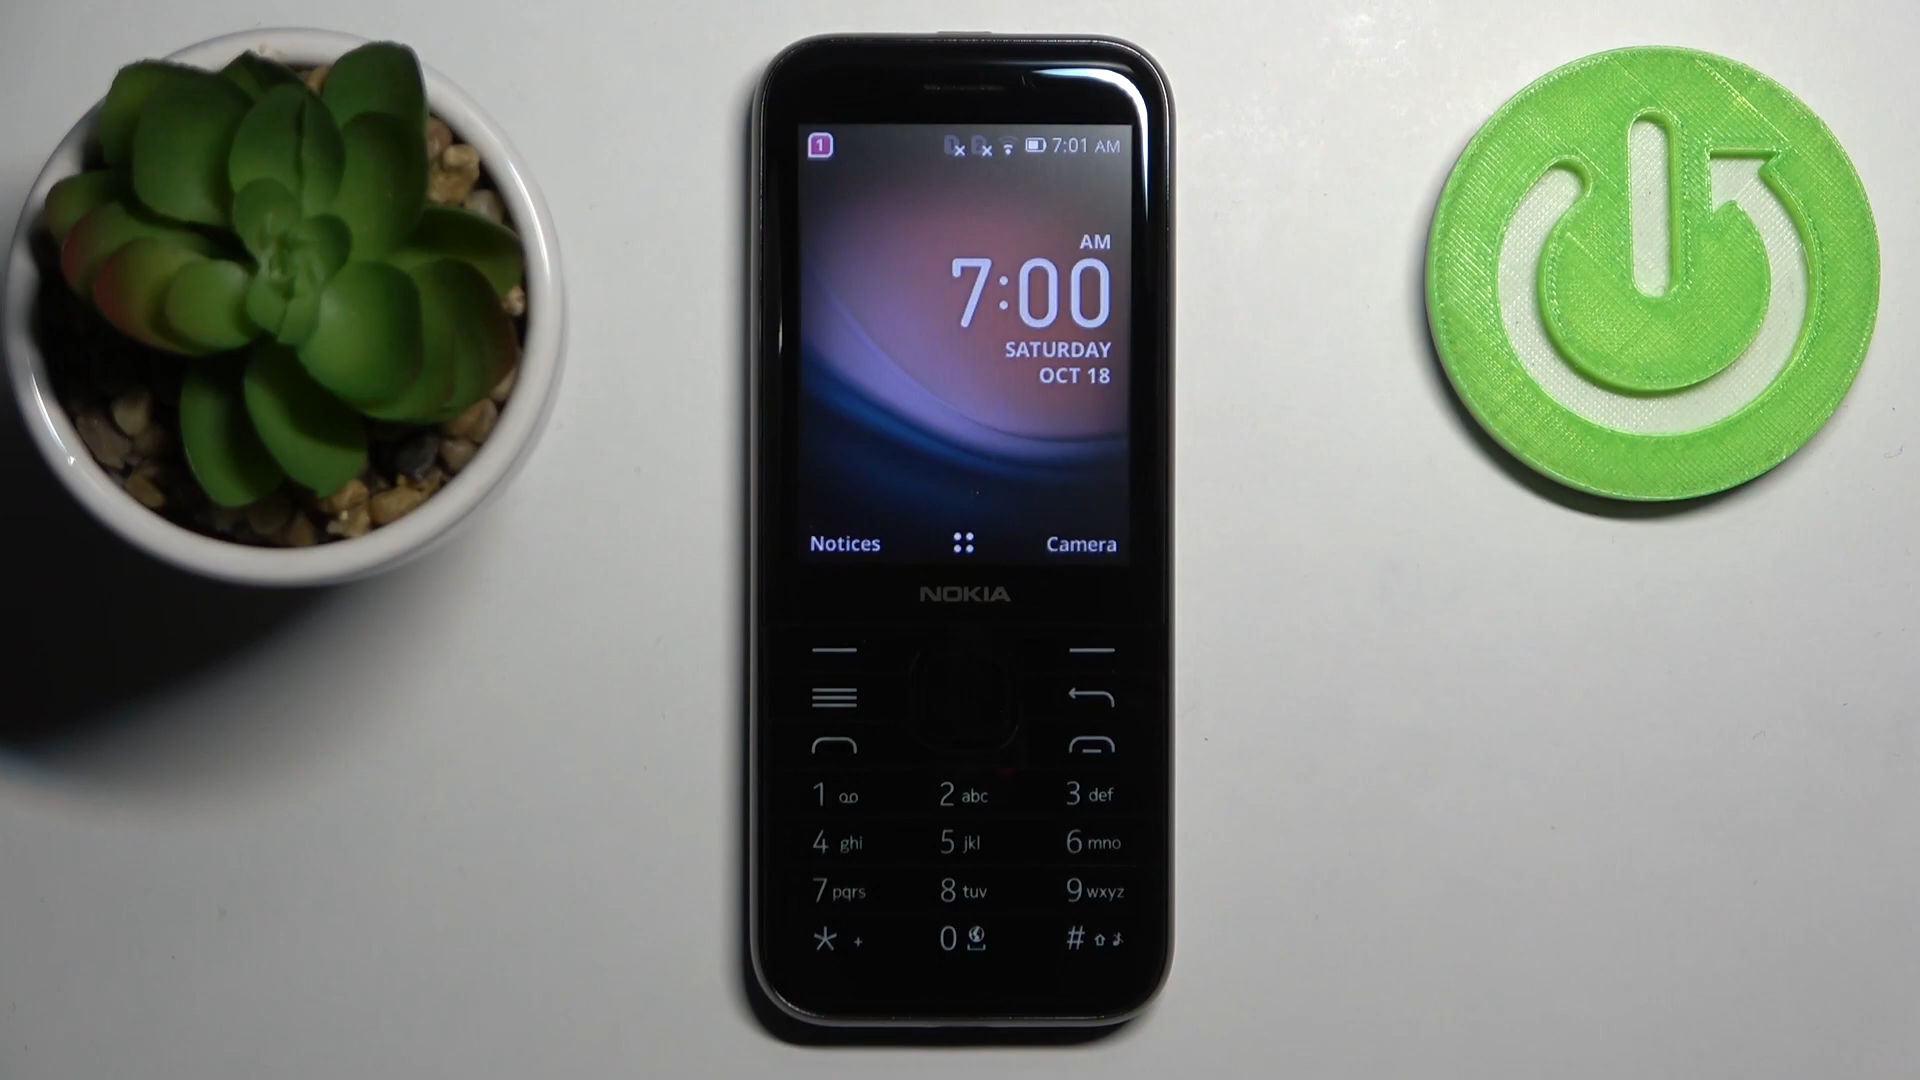 1 7:01 AM
AM
7:00
SATURDAY
OCT 18
Notices Camera
NOKIA
1 2 abc 3 def
4 ghi 5 jkl 6 mno
7 pqrs 8 tuv 9 wxyz
* + 0 #